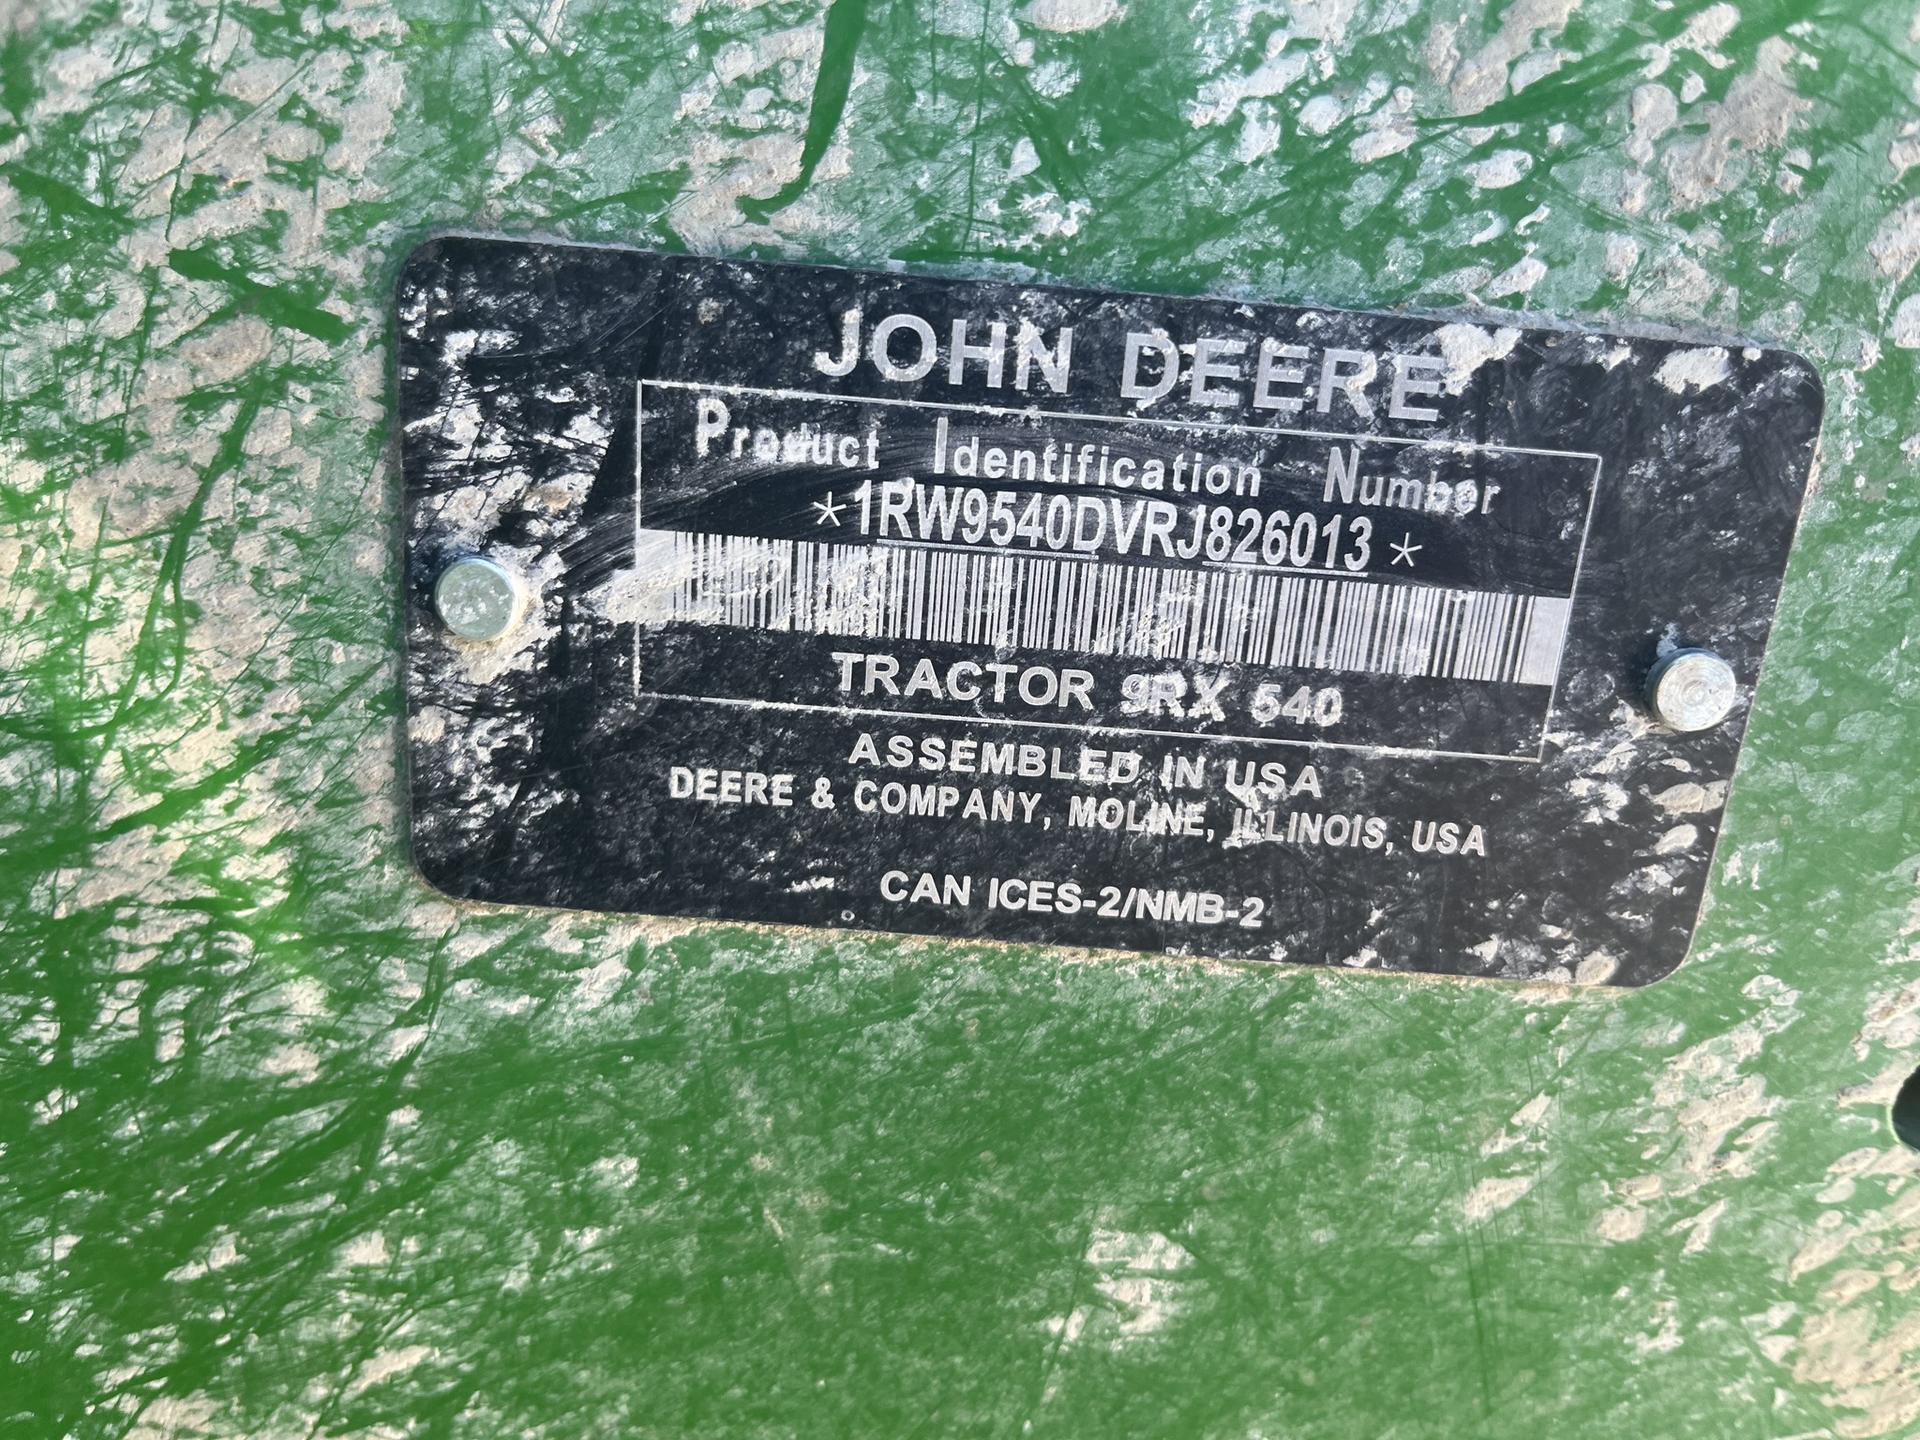 JOHN DEERE
Product Identification Number
*1RW9540DVRJ826013*
TRACTOR 9RX 540
ASSEMBLED IN USA
DEERE & COMPANY, MOLINE, ILLINOIS, USA
CAN ICES-2/NMB-2